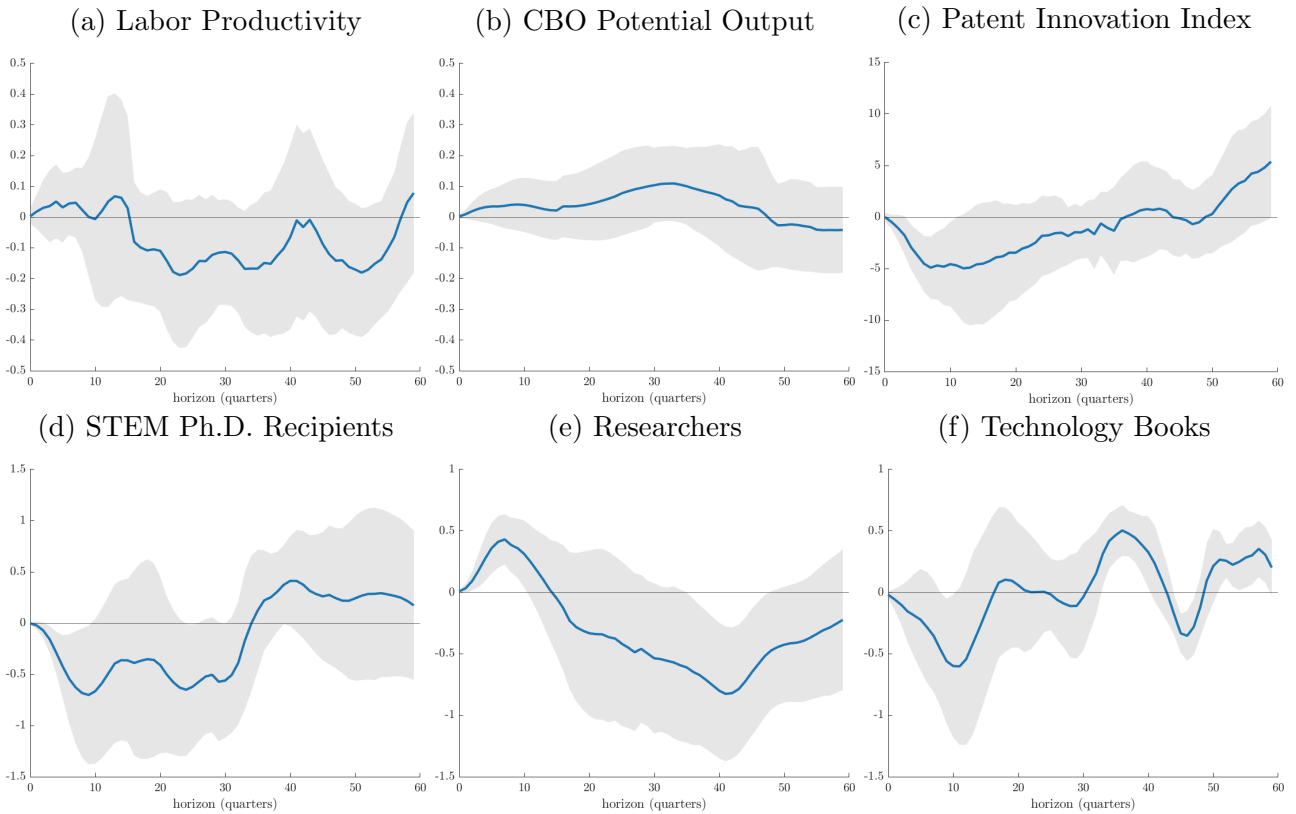 (a) Labor Productivity
(b) CBO Potential Output
(c) Patent Innovation Index
0.5
0.4
0.3
0.2
0.1
0
-0.1
-0.2
-0.3
-0.4
-0.5
0 10 20 30 40 50 60
horizon (quarters)
0.5
0.4
0.3
0.2
0.1
0
-0.1
-0.2
-0.3
-0.4
-0.5
0 10 20 30 40 50 60
horizon (quarters)
15
10
5
0
-5
-10
-15
0 10 20 30 40 50 60
horizon (quarters)
(d) STEM Ph.D. Recipients
(e) Researchers
(f) Technology Books
1.5
1
0.5
0
-0.5
-1
-1.5
0 10 20 30 40 50 60
horizon (quarters)
1
0.5
0
-0.5
-1
-1.5
0 10 20 30 40 50 60
horizon (quarters)
1
0.5
0
-0.5
-1
-1.5
0 10 20 30 40 50 60
horizon (quarters)